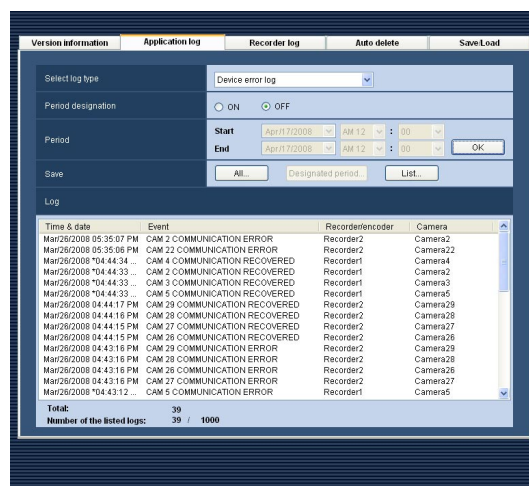 Version information Application log Recorder log Auto delete Save/Load
Select log type Device error log
Period designation ON OFF
Start Apr/17/2008 AM 12 : 00
Period
End Apr/17/2008 AM 12 : 00 OK
Save All... Designated period... List...
Log
Time & date Event Recorder/encoder Camera
Mar/26/2008 05:35:07 PM CAM 2 COMMUNICATION ERROR Recorder2 Camera2
Mar/26/2008 05:35:06 PM CAM 22 COMMUNICATION ERROR Recorder2 Camera22
Mar/26/2008 *04:44:34 ... CAM 4 COMMUNICATION RECOVERED Recorder1 Camera4
Mar/26/2008 *04:44:33 ... CAM 2 COMMUNICATION RECOVERED Recorder1 Camera2
Mar/26/2008 *04:44:33 ... CAM 3 COMMUNICATION RECOVERED Recorder1 Camera3
Mar/26/2008 *04:44:33 ... CAM 5 COMMUNICATION RECOVERED Recorder1 Camera5
Mar/26/2008 04:44:17 PM CAM 29 COMMUNICATION RECOVERED Recorder2 Camera29
Mar/26/2008 04:44:16 PM CAM 28 COMMUNICATION RECOVERED Recorder2 Camera28
Mar/26/2008 04:44:15 PM CAM 27 COMMUNICATION RECOVERED Recorder2 Camera27
Mar/26/2008 04:44:15 PM CAM 26 COMMUNICATION RECOVERED Recorder2 Camera26
Mar/26/2008 04:43:16 PM CAM 29 COMMUNICATION ERROR Recorder2 Camera29
Mar/26/2008 04:43:16 PM CAM 28 COMMUNICATION ERROR Recorder2 Camera28
Mar/26/2008 04:43:16 PM CAM 26 COMMUNICATION ERROR Recorder2 Camera26
Mar/26/2008 04:43:16 PM CAM 27 COMMUNICATION ERROR Recorder2 Camera27
Mar/26/2008 *04:43:12 ... CAM 5 COMMUNICATION ERROR Recorder1 Camera5
Total: 39
Number of the listed logs: 39 / 1000